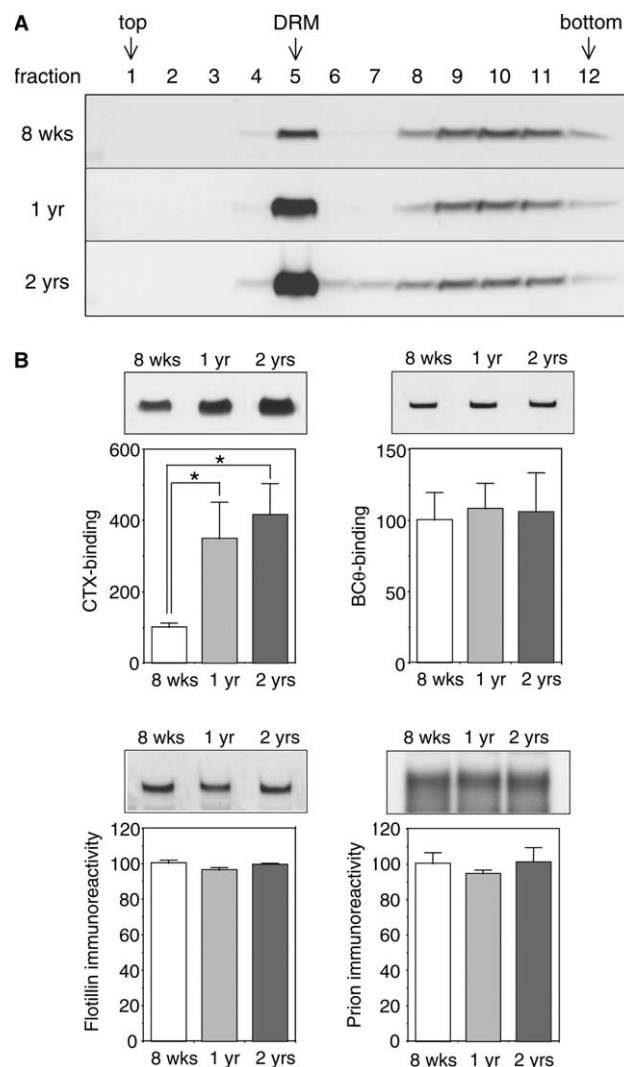 A
top DRM bottom
fraction 1 2 3 4 5 6 7 8 9 10 11 12
8 wks
1 yr
2 yrs
B
8 wks 1 yr 2 yrs
600
400
200
0
CTX-binding
*
*
8 wks 1 yr 2 yrs
8 wks 1 yr 2 yrs
150
100
50
0
BCθ-binding
8 wks 1 yr 2 yrs
8 wks 1 yr 2 yrs
120
100
80
60
40
20
0
Flotillin immunoreactivity
8 wks 1 yr 2 yrs
8 wks 1 yr 2 yrs
120
100
80
60
40
20
0
Prion immunoreactivity
8 wks 1 yr 2 yrs